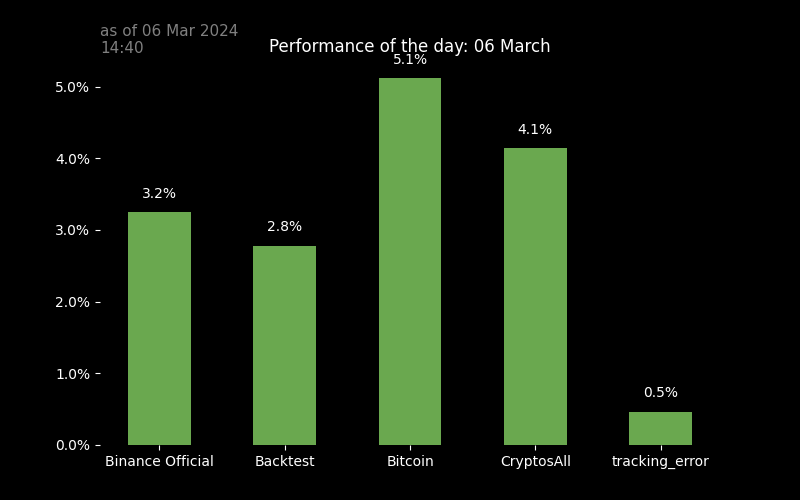 as of 06 Mar 2024
14:40
Performance of the day: 06 March
5.1%
5.0%
4.1%
4.0%
3.2%
3.0%
2.8%
2.0%
1.0%
0.5%
0.0%
Binance Official
Backtest
Bitcoin
CryptosAll
tracking_error